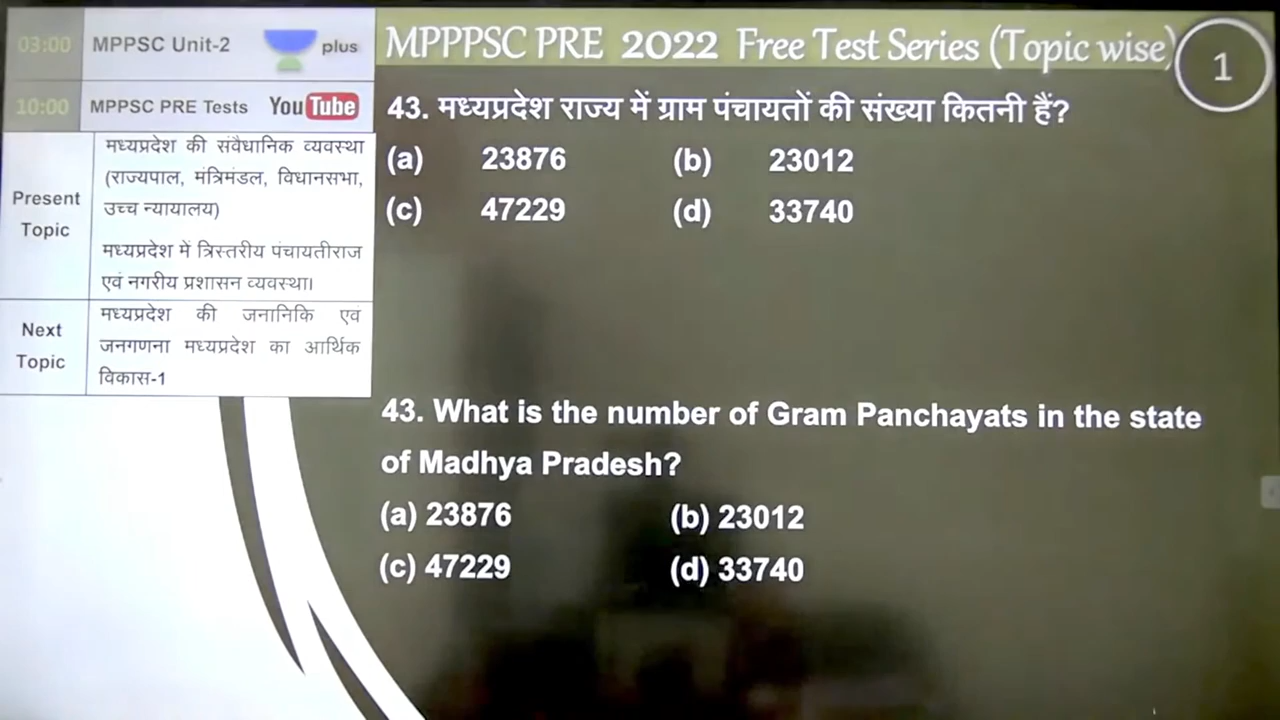 03:00 MPPSC Unit-2 plus
10:00 MPPSC PRE Tests YouTube
Present Topic
मध्यप्रदेश की संवैधानिक व्यवस्था
(राज्यपाल, मंत्रिमंडल, विधानसभा,
उच्च न्यायालय)
मध्यप्रदेश में त्रिस्तरीय पंचायतीराज
एवं नगरीय प्रशासन व्यवस्था।
Next Topic
मध्यप्रदेश की जनानिकि एवं
जनगणना मध्यप्रदेश का आर्थिक
विकास-1
MPPPSC PRE 2022 Free Test Series (Topic wise)
1
43. मध्यप्रदेश राज्य में ग्राम पंचायतों की संख्या कितनी हैं?
(a) 23876 (b) 23012
(c) 47229 (d) 33740
43. What is the number of Gram Panchayats in the state
of Madhya Pradesh?
(a) 23876 (b) 23012
(c) 47229 (d) 33740